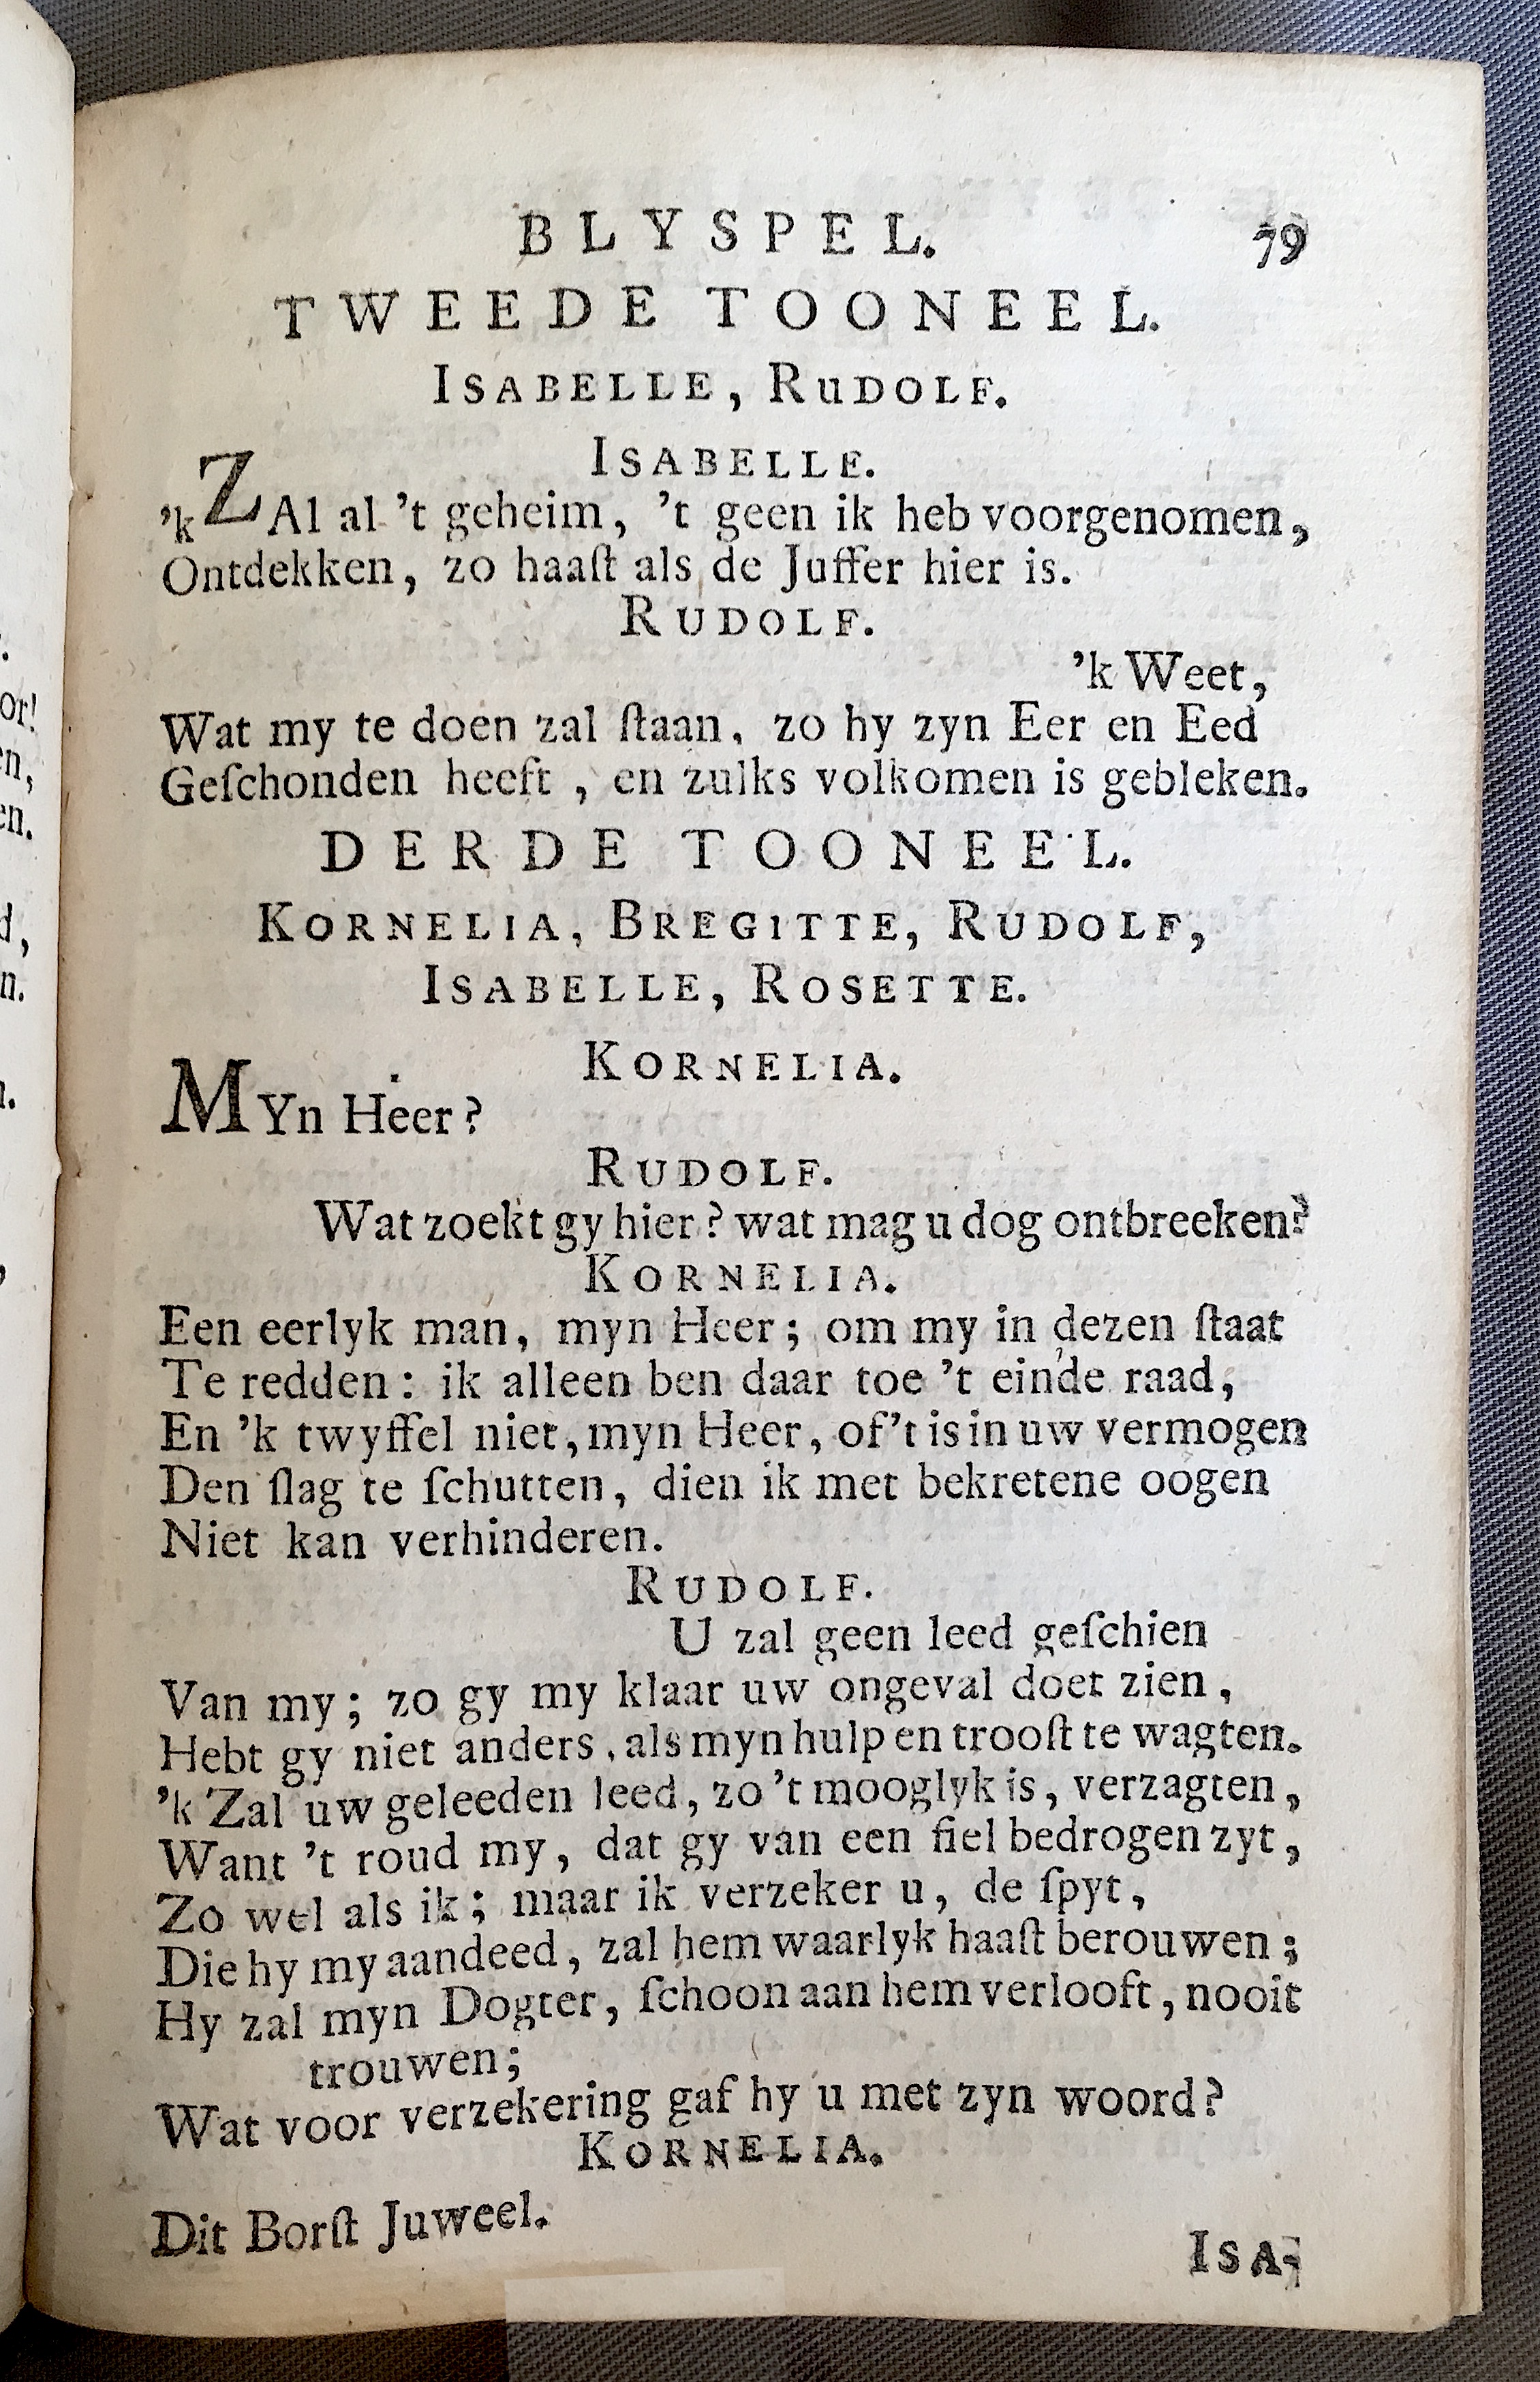 BLYSPEL. 79
TWEEDE TOONEEL.
ISABELLE, RUDOLF.
ISABELLE.
'k ZAl al 't geheim, 't geen ik heb voorgenomen,
Ontdekken, zo haaſt als de Juffer hier is.
RUDOLF.
'k Weet,
Wat my te doen zal ſtaan, zo hy zyn Eer en Eed
Geſchonden heeft, en zulks volkomen is gebleken.
DERDE TOONEEL.
KORNELIA, BREGITTE, RUDOLF,
ISABELLE, ROSETTE.
KORNELIA.
MYn Heer?
RUDOLF.
Wat zoekt gy hier? wat mag u dog ontbreeken?
KORNELIA.
Een eerlyk man, myn Heer; om my in dezen ſtaat
Te redden: ik alleen ben daar toe 't einde raad,
En 'k twyffel niet, myn Heer, of 't is in uw vermogen
Den ſlag te ſchutten, dien ik met bekretene oogen
Niet kan verhinderen.
RUDOLF.
U zal geen leed geſchien
Van my; zo gy my klaar uw ongeval doet zien,
Hebt gy niet anders, als myn hulp en trooſt te wagten.
'k Zal uw geleeden leed, zo 't mooglyk is, verzagten,
Want 't roud my, dat gy van een fiel bedrogen zyt,
Zo wel als ik; maar ik verzeker u, de ſpyt,
Die hy my aandeed, zal hem waarlyk haaſt berouwen;
Hy zal myn Dogter, ſchoon aan hem verlooft, nooit
trouwen;
Wat voor verzekering gaf hy u met zyn woord?
KORNELIA.
Dit Borſt Juweel.
ISA-